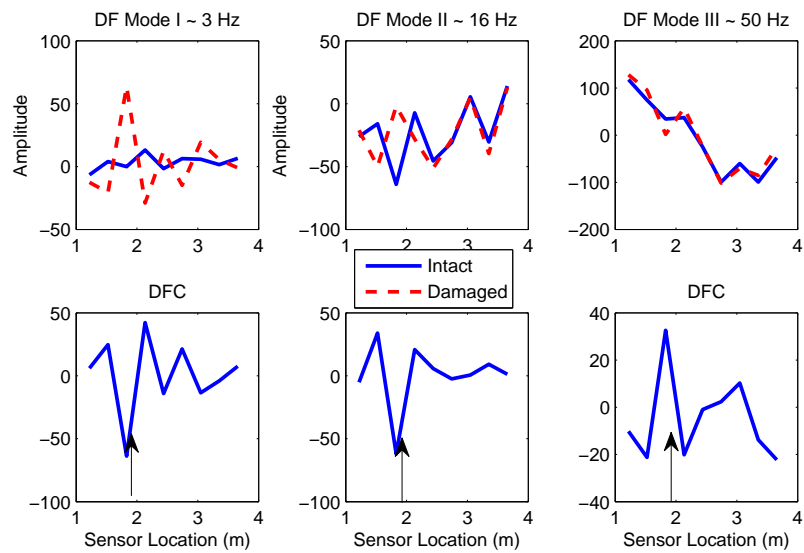 DF Mode I ~ 3 Hz
DF Mode II ~ 16 Hz
DF Mode III ~ 50 Hz
Amplitude
100
50
0
−50
1 2 3 4
Amplitude
50
0
−50
−100
1 2 3 4
200
100
0
−100
−200
1 2 3 4
Intact
Damaged
DFC
DFC
50
0
−50
−100
1 2 3 4
Sensor Location (m)
50
0
−50
−100
1 2 3 4
Sensor Location (m)
40
20
0
−20
−40
1 2 3 4
Sensor Location (m)